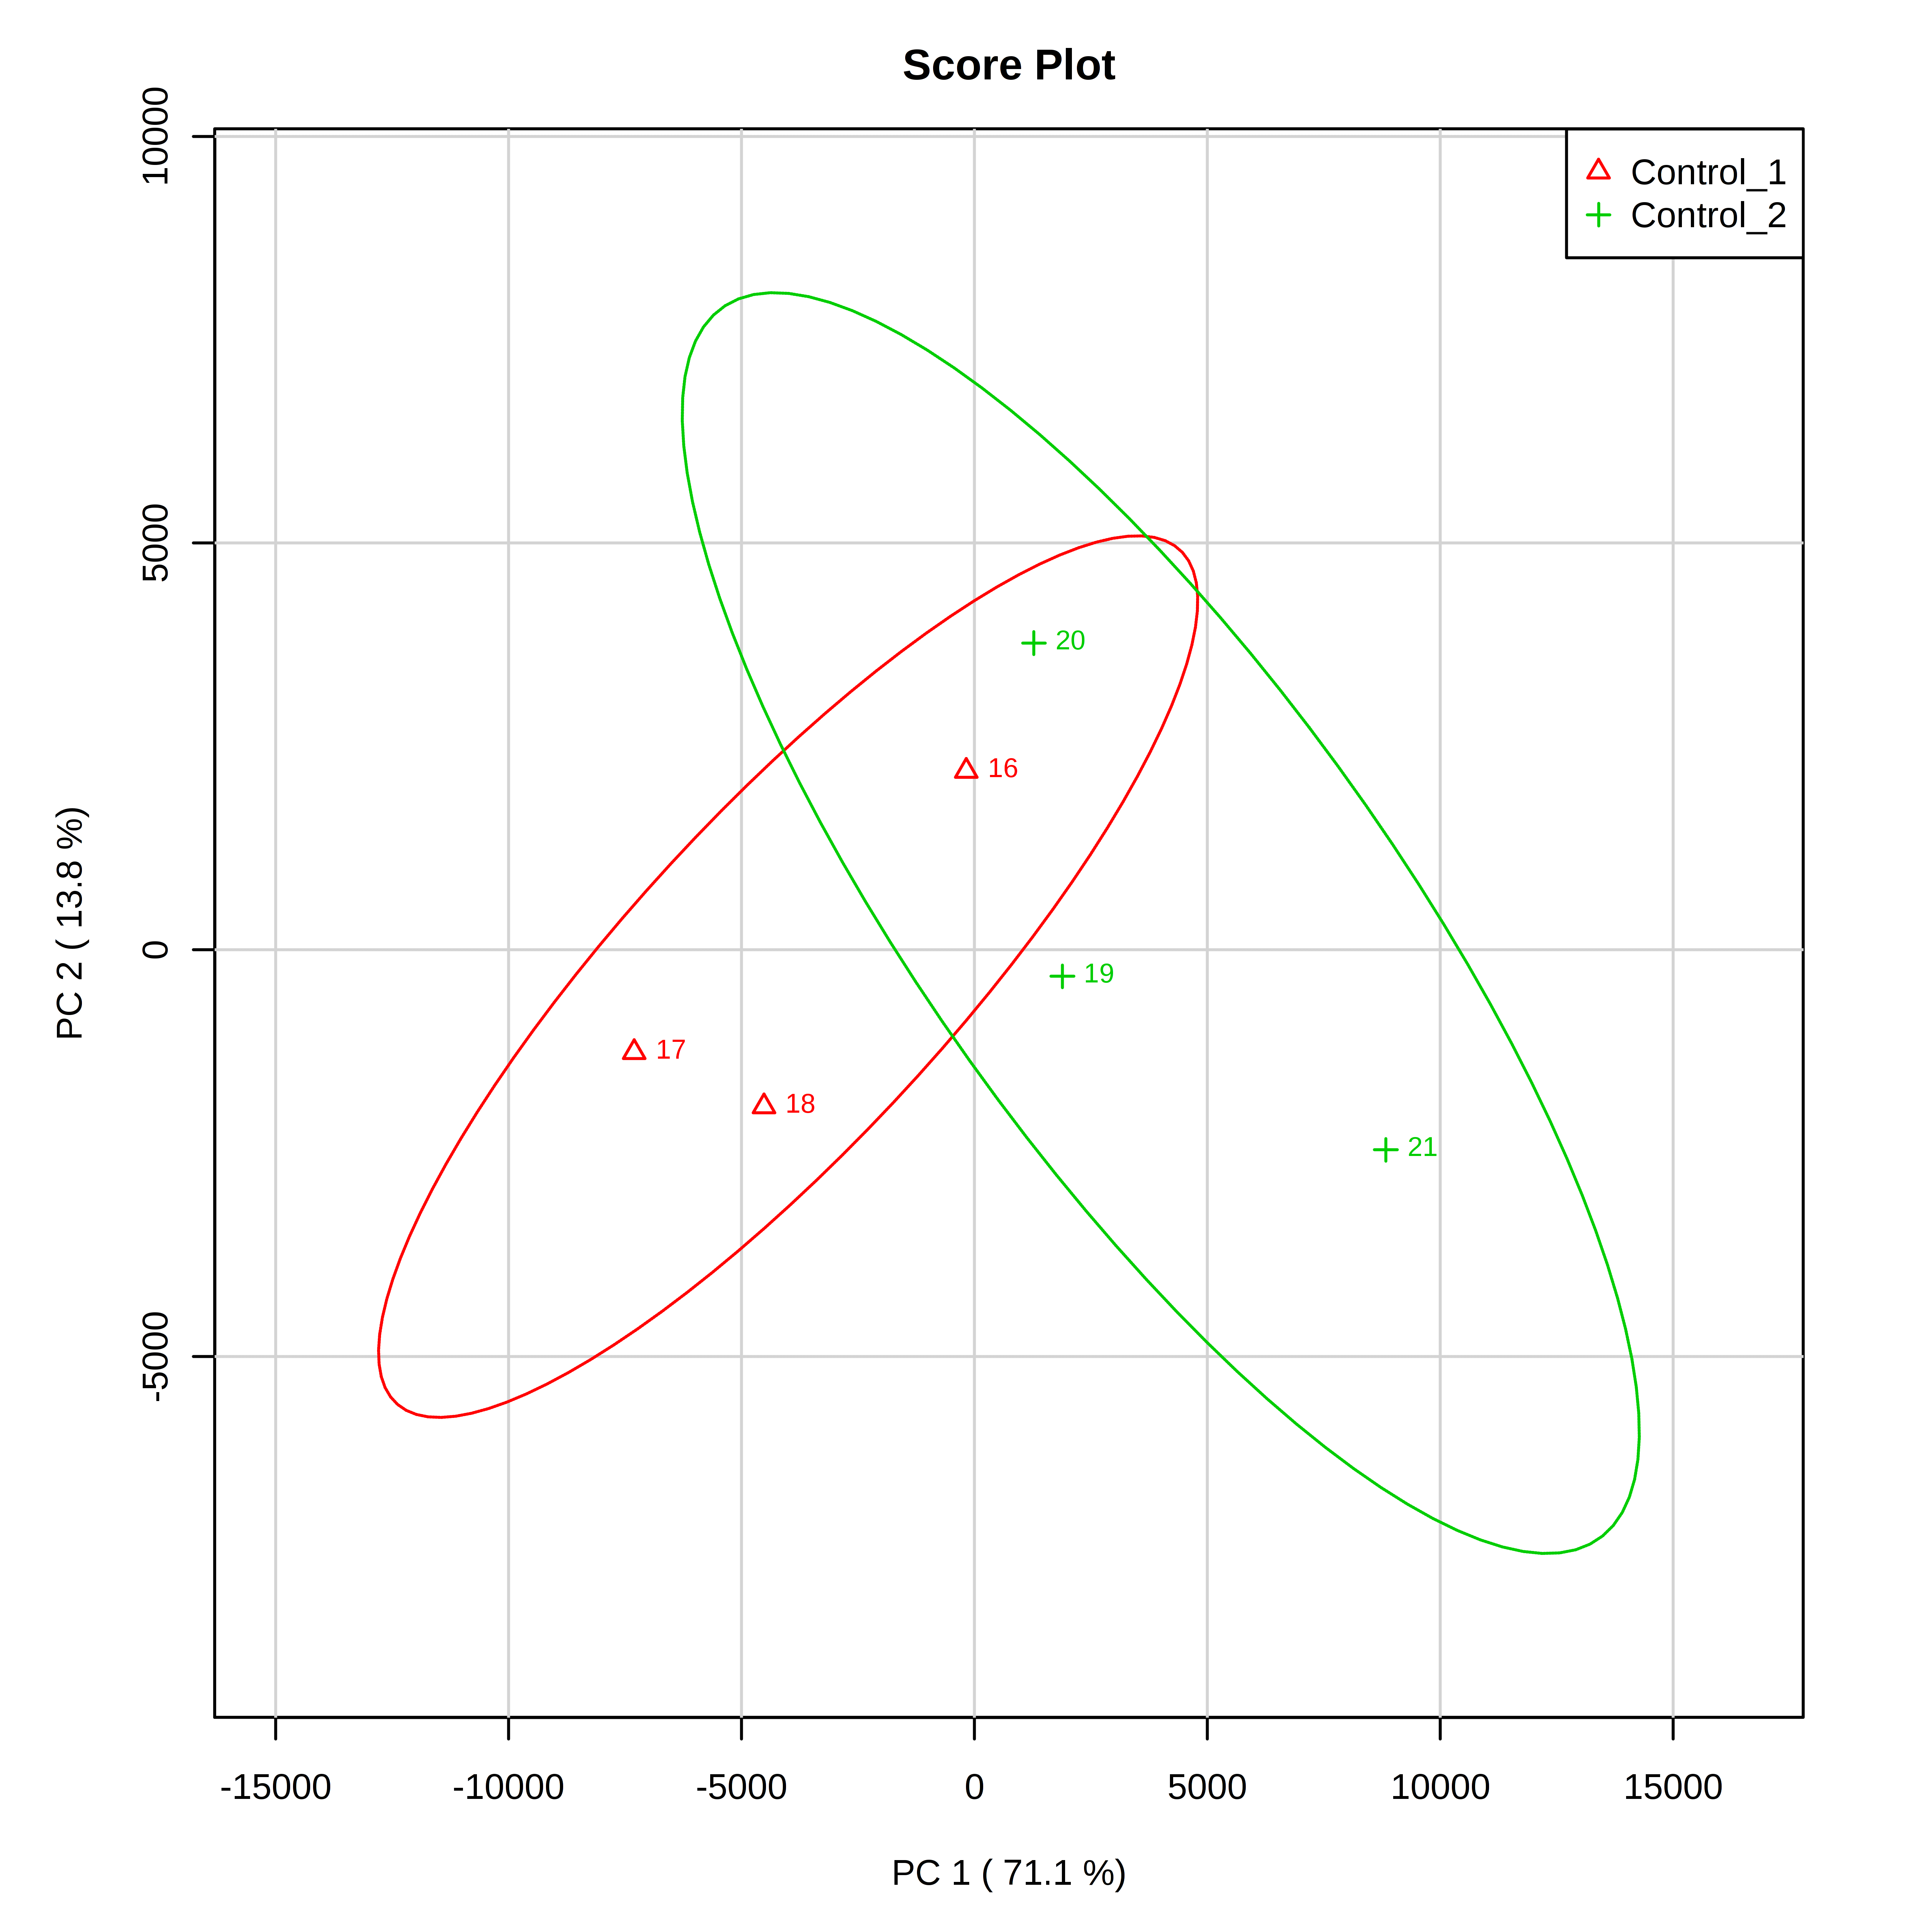 Score Plot
10000
5000
0
-5000
PC 2 ( 13.8 %)
Control_1
Control_2
20
16
19
17
18
21
-15000 -10000 -5000 0 5000 10000 15000
PC 1 ( 71.1 %)